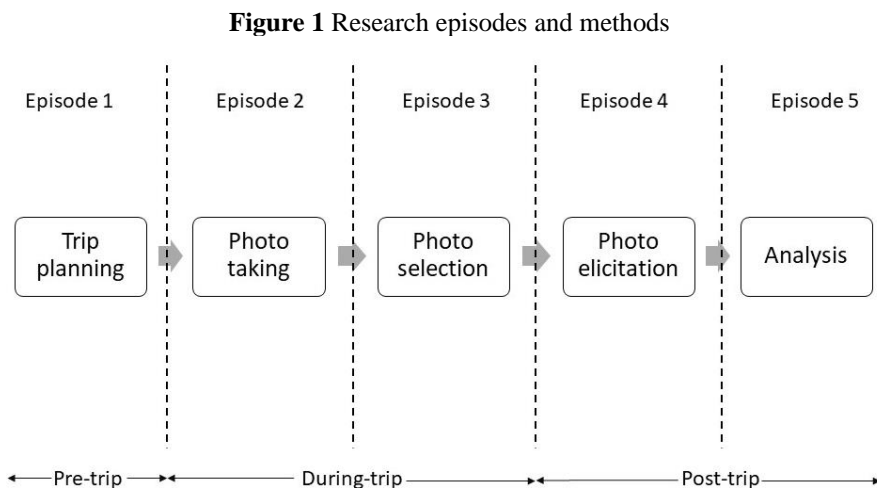 Figure 1 Research episodes and methods
Episode 1
Episode 2
Episode 3
Episode 4
Episode 5
Trip
planning
Photo
taking
Photo
selection
Photo
elicitation
Analysis
Pre-trip
During-trip
Post-trip